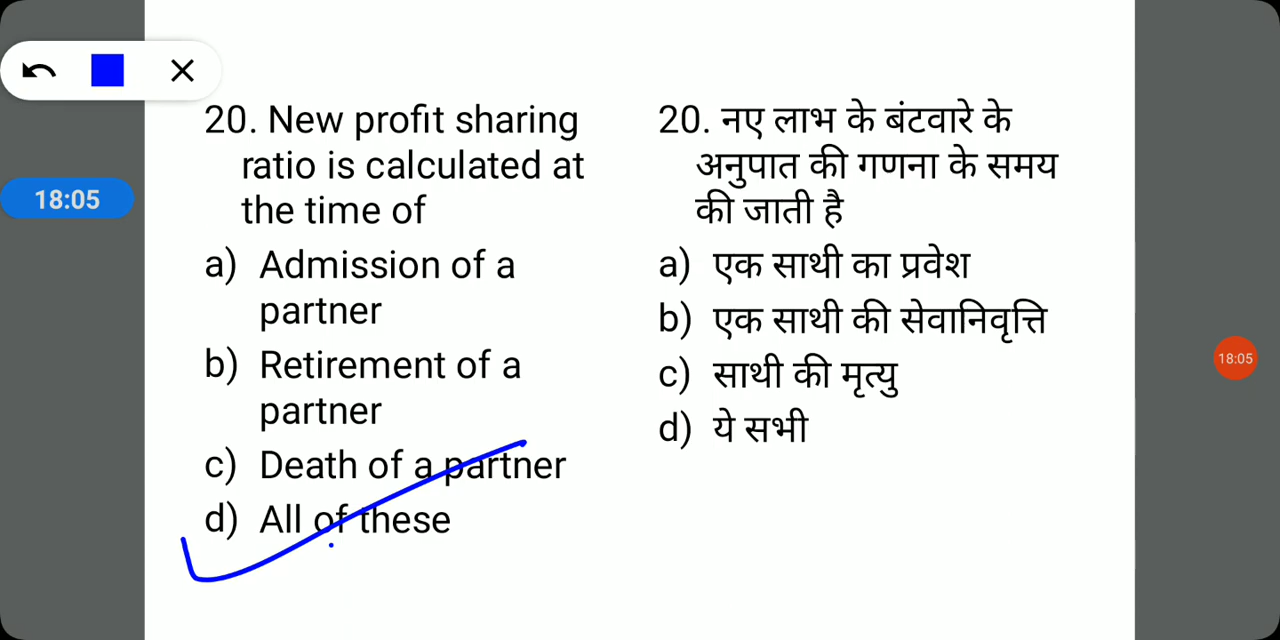 18:05
20. New profit sharing
ratio is calculated at
the time of
a) Admission of a
partner
b) Retirement of a
partner
c) Death of a partner
d) All of these
20. नए लाभ के बंटवारे के
अनुपात की गणना के समय
की जाती है
a) एक साथी का प्रवेश
b) एक साथी की सेवानिवृत्ति
c) साथी की मृत्यु
d) ये सभी
18:05